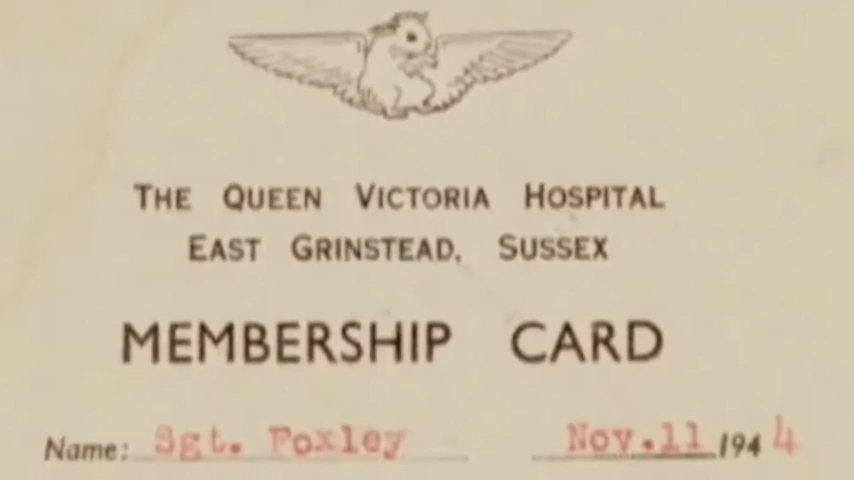 THE QUEEN VICTORIA HOSPITAL
EAST GRINSTEAD, SUSSEX
MEMBERSHIP CARD
Name: Sgt. Foxley Nov.11 1944